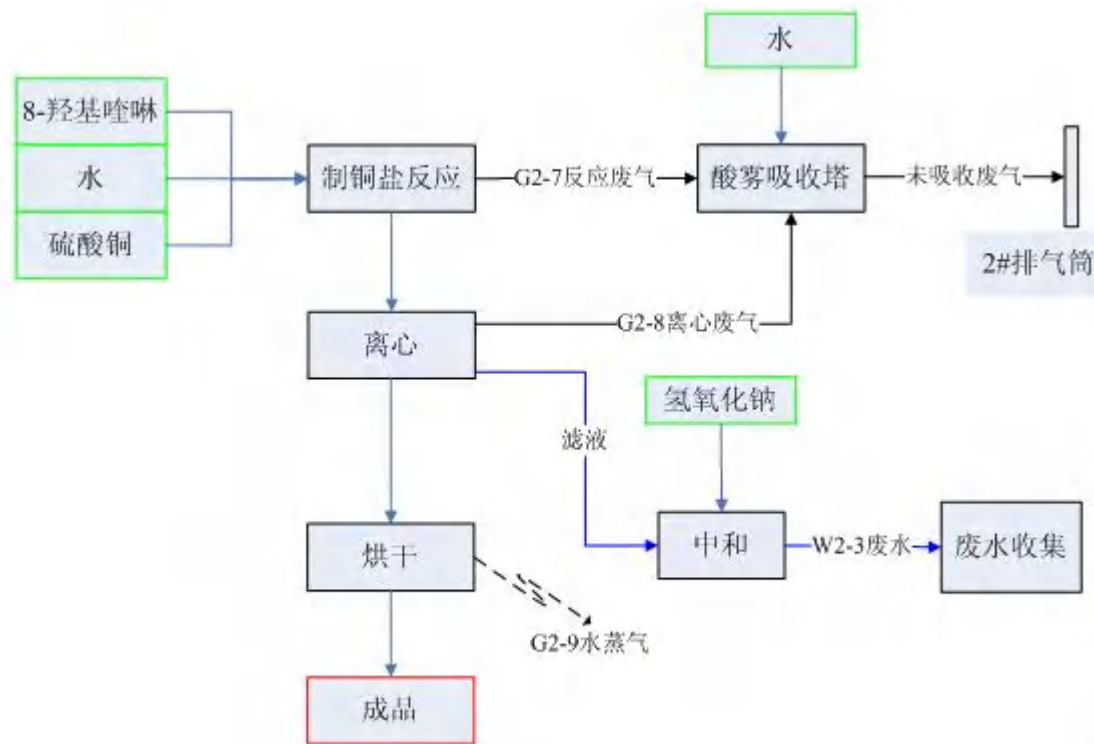 水
8-羟基喹啉
水
硫酸铜
制铜盐反应
G2-7反应废气
酸雾吸收塔
未吸收废气
2#排气筒
离心
G2-8离心废气
氢氧化钠
滤液
烘干
中和
W2-3废水
废水收集
G2-9水蒸气
成品